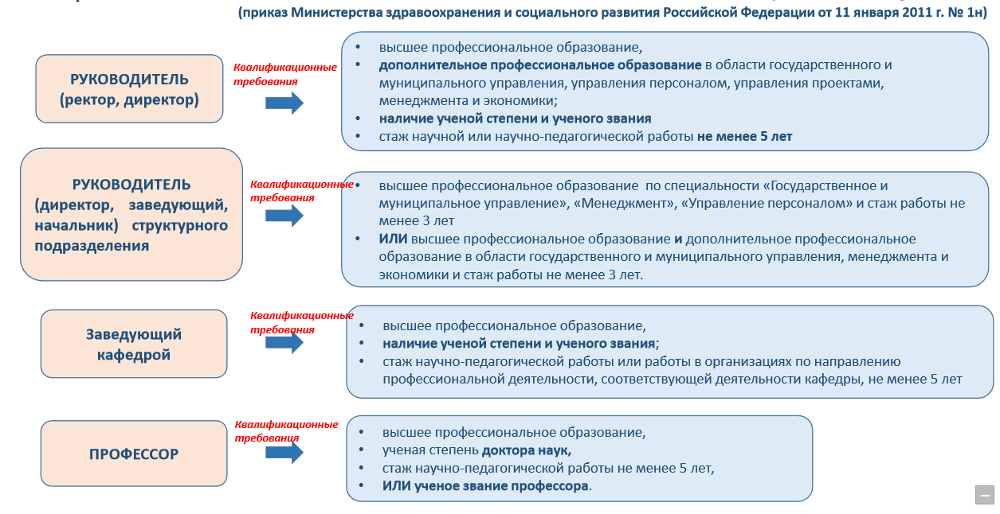 (приказ Министерства здравоохранения и социального развития Российской Федерации от 11 января 2011 г. № 1н)
РУКОВОДИТЕЛЬ
(ректор, директор)
Квалификационные
требования
• высшее профессиональное образование,
• дополнительное профессиональное образование в области государственного и
муниципального управления, управления персоналом, управления проектами,
менеджмента и экономики;
• наличие ученой степени и ученого звания
• стаж научной или научно-педагогической работы не менее 5 лет
РУКОВОДИТЕЛЬ
(директор, заведующий,
начальник) структурного
подразделения
Квалификационные
требования
• высшее профессиональное образование по специальности «Государственное и
муниципальное управление», «Менеджмент», «Управление персоналом» и стаж работы не
менее 3 лет
• ИЛИ высшее профессиональное образование и дополнительное профессиональное
образование в области государственного и муниципального управления, менеджмента и
экономики и стаж работы не менее 3 лет.
Заведующий
кафедрой
Квалификационные
требования
• высшее профессиональное образование,
• наличие ученой степени и ученого звания;
• стаж научно-педагогической работы или работы в организациях по направлению
профессиональной деятельности, соответствующей деятельности кафедры, не менее 5 лет
ПРОФЕССОР
Квалификационные
требования
• высшее профессиональное образование,
• ученая степень доктора наук,
• стаж научно-педагогической работы не менее 5 лет,
• ИЛИ ученое звание профессора.